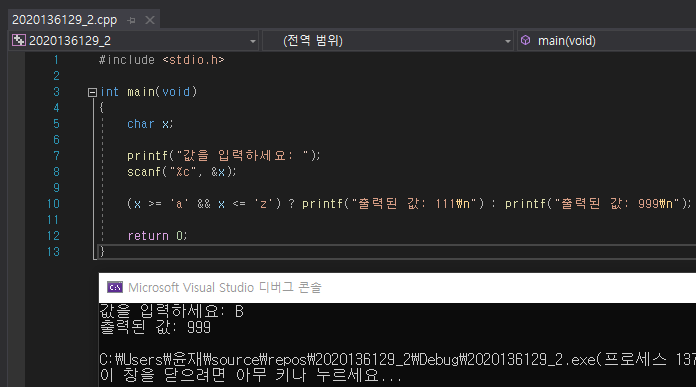 2020136129_2.cpp
2020136129_2 (전역 범위) main(void)
1 #include <stdio.h>
2
3 int main(void)
4 {
5 char x;
6
7 printf("값을 입력하세요: ");
8 scanf("%c", &x);
9
10 (x >= 'a' && x <= 'z') ? printf("출력된 값: 111₩n") : printf("출력된 값: 999₩n");
11
12 return 0;
13 }
C:\ Microsoft Visual Studio 디버그 콘솔
값을 입력하세요: B
출력된 값: 999
C:₩Users₩윤재₩source₩repos₩2020136129_2₩Debug₩2020136129_2.exe(프로세스 137
이 창을 닫으려면 아무 키나 누르세요...